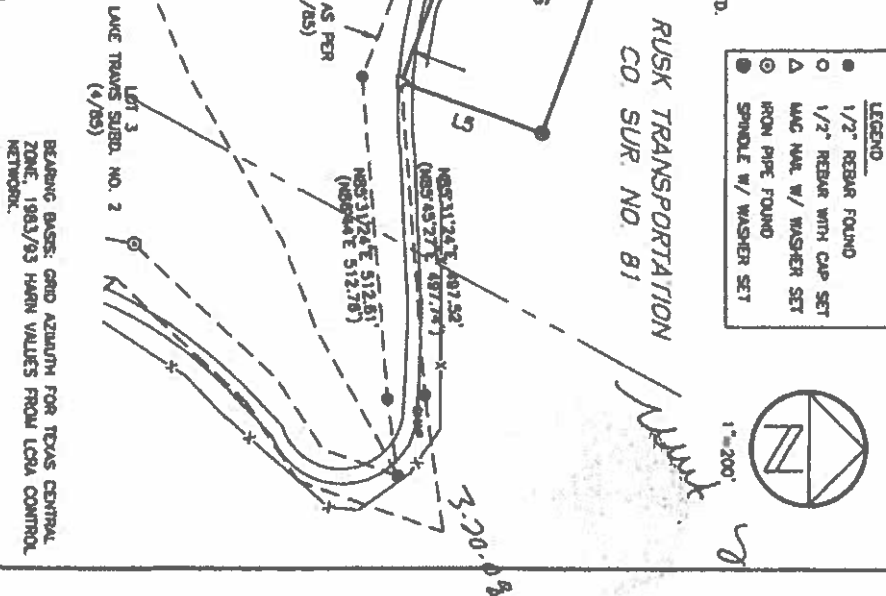 LEGEND
1/2" REBAR FOUND
1/2" REBAR WITH CAP SET
MAG NAIL W/ WASHER SET
IRON PIPE FOUND
SPINDLE W/ WASHER SET
N
1"=200'
RUSK TRANSPORTATION
CO. SUR. NO. 81
AS PER
/85)
N85°31'24"E 497.52'
(N85°45'27"E 497.74')
N85°31'24"E 512.61'
E 512.76')
LOT 3
LAKE TRAVIS SUBD. NO. 2
(4/85)
3-20-08
BEARING BASIS: GRID AZIMUTH FOR TEXAS CENTRAL
ZONE, 1983/93 HARN VALUES FROM LCRA CONTROL
NETWORK.